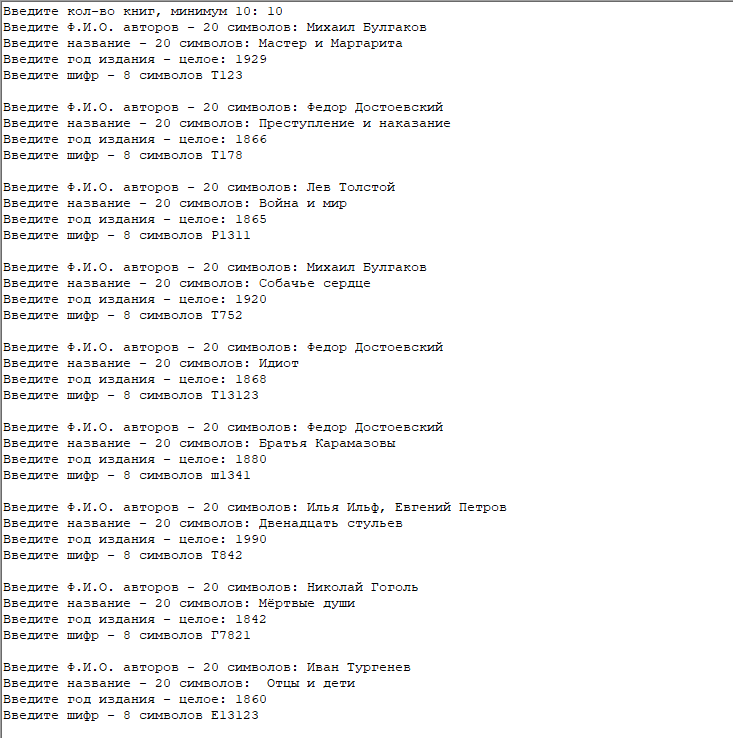 Введите кол-во книг, минимум 10: 10
Введите Ф.И.О. авторов - 20 символов: Михаил Булгаков
Введите название - 20 символов: Мастер и Маргарита
Введите год издания - целое: 1929
Введите шифр - 8 символов Т123
Введите Ф.И.О. авторов - 20 символов: Федор Достоевский
Введите название - 20 символов: Преступление и наказание
Введите год издания - целое: 1866
Введите шифр - 8 символов Т178
Введите Ф.И.О. авторов - 20 символов: Лев Толстой
Введите название - 20 символов: Война и мир
Введите год издания - целое: 1865
Введите шифр - 8 символов Р1311
Введите Ф.И.О. авторов - 20 символов: Михаил Булгаков
Введите название - 20 символов: Собачье сердце
Введите год издания - целое: 1920
Введите шифр - 8 символов Т752
Введите Ф.И.О. авторов - 20 символов: Федор Достоевский
Введите название - 20 символов: Идиот
Введите год издания - целое: 1868
Введите шифр - 8 символов Т13123
Введите Ф.И.О. авторов - 20 символов: Федор Достоевский
Введите название - 20 символов: Братья Карамазовы
Введите год издания - целое: 1880
Введите шифр - 8 символов ш1341
Введите Ф.И.О. авторов - 20 символов: Илья Ильф, Евгений Петров
Введите название - 20 символов: Двенадцать стульев
Введите год издания - целое: 1990
Введите шифр - 8 символов Т842
Введите Ф.И.О. авторов - 20 символов: Николай Гоголь
Введите название - 20 символов: Мёртвые души
Введите год издания - целое: 1842
Введите шифр - 8 символов Г7821
Введите Ф.И.О. авторов - 20 символов: Иван Тургенев
Введите название - 20 символов:  Отцы и дети
Введите год издания - целое: 1860
Введите шифр - 8 символов Е13123